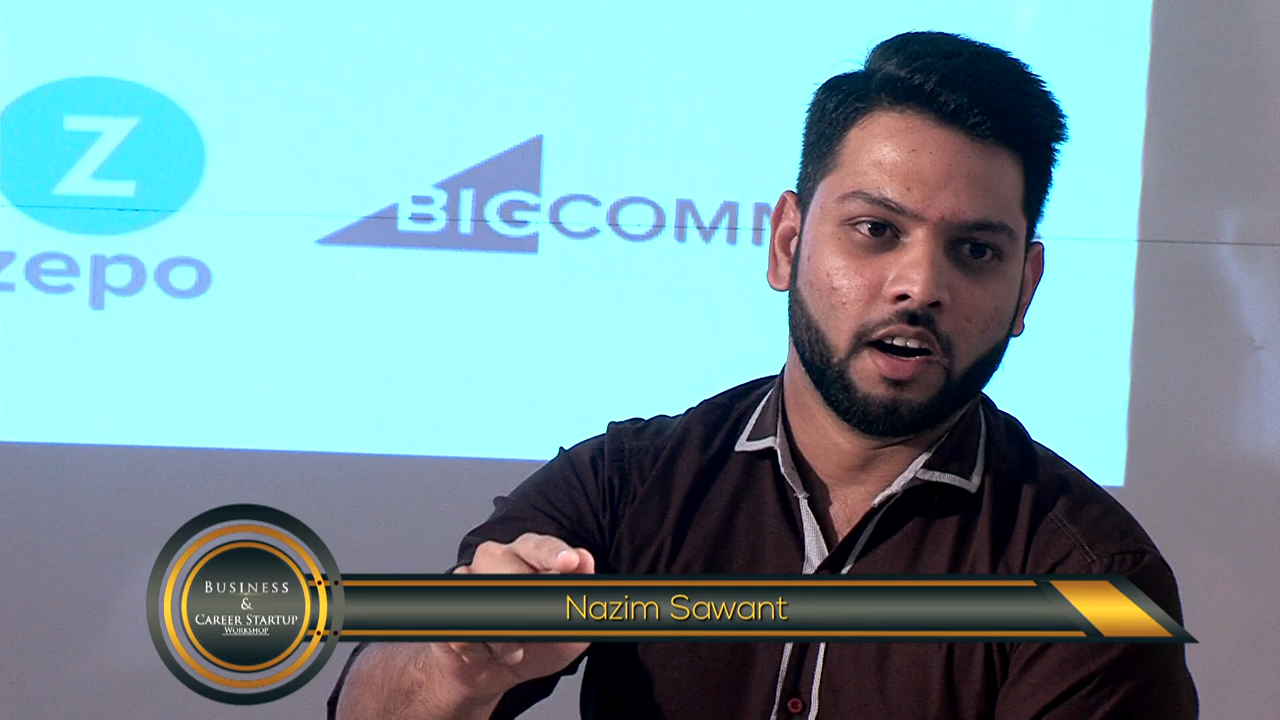 Z
zepo
BIGCOMM
BUSINESS
&
CAREER STARTUP
WORKSHOP
Nazim Sawant